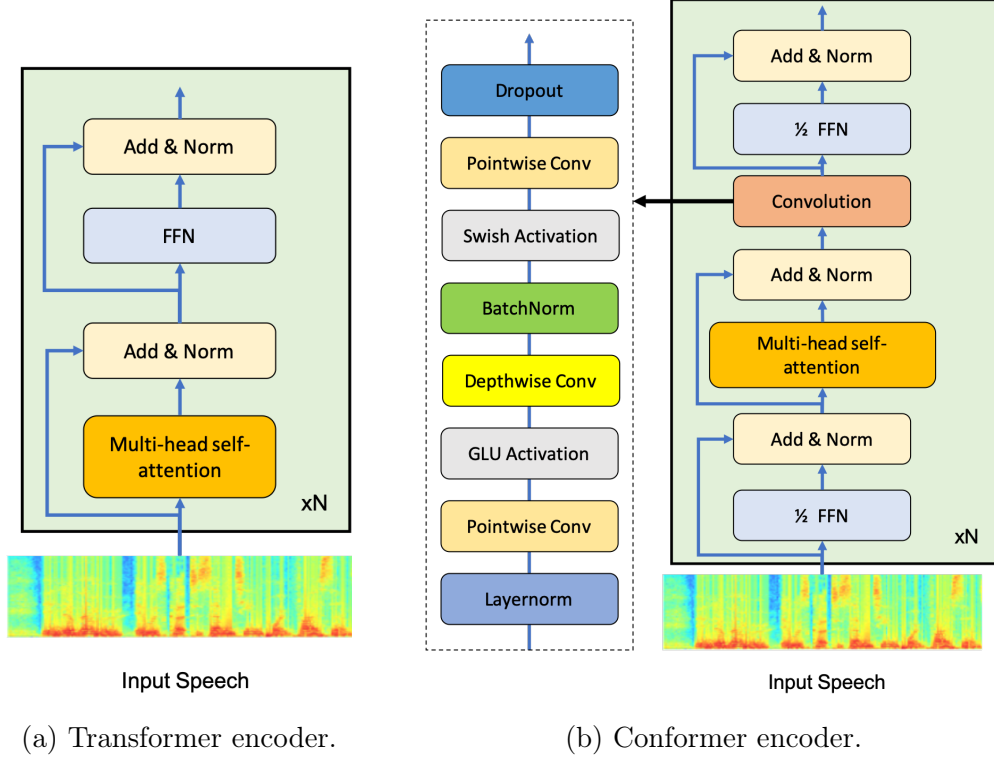 Add & Norm
FFN
Add & Norm
Multi-head self-
attention
xN
Input Speech
(a) Transformer encoder.
Dropout
Pointwise Conv
Swish Activation
BatchNorm
Depthwise Conv
GLU Activation
Pointwise Conv
Layernorm
Add & Norm
½ FFN
Convolution
Add & Norm
Multi-head self-
attention
Add & Norm
½ FFN
xN
Input Speech
(b) Conformer encoder.